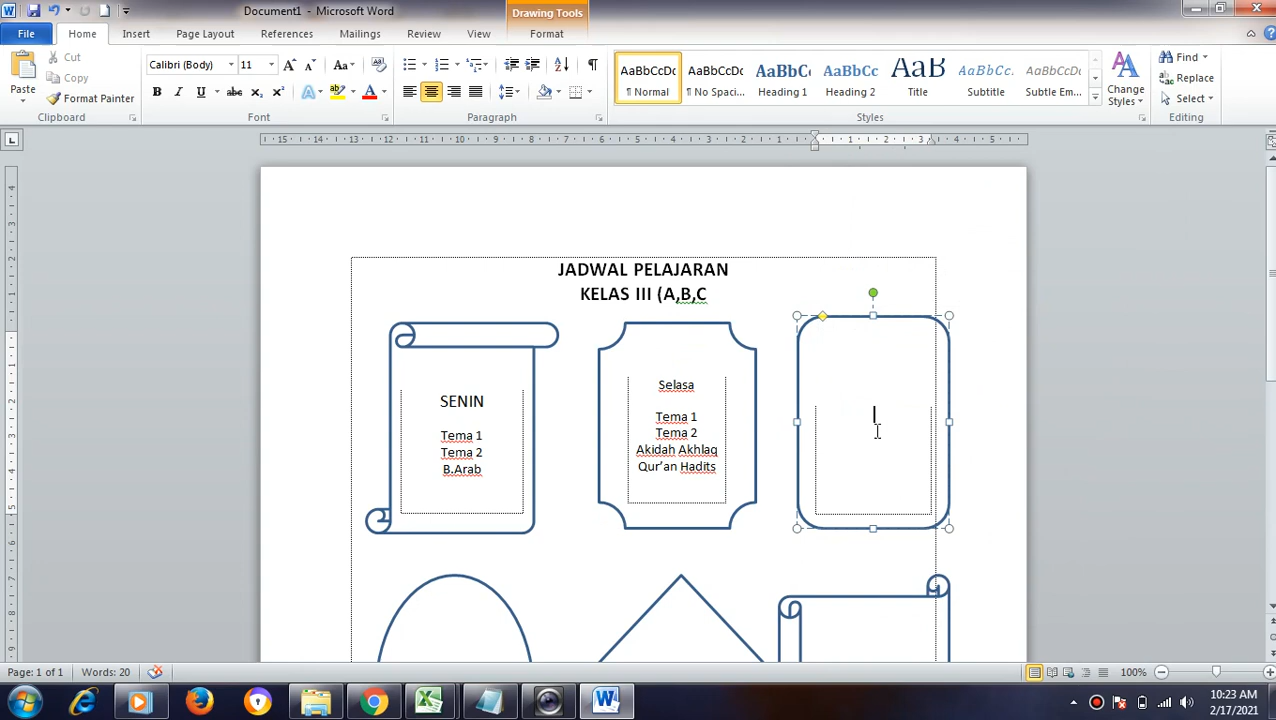 Document1 - Microsoft Word
Drawing Tools
File
Home
Insert
Page Layout
References
Mailings
Review
View
Format
Paste
Cut
Copy
Format Painter
Clipboard
Calibri (Body)
11
Font
Paragraph
AaBbCcDc
¶ Normal
AaBbCcDc
¶ No Spaci...
AaBbCc
Heading 1
AaBbCc
Heading 2
AaB
Title
AaBbCc.
Subtitle
AaBbCcDc
Subtle Em...
Change
Styles
Styles
Find
Replace
Select
Editing
JADWAL PELAJARAN
KELAS III (A,B,C
SENIN
Tema 1
Tema 2
B.Arab
Selasa
Tema 1
Tema 2
Akidah Akhlaq
Qur'an Hadits
Page: 1 of 1
Words: 20
100%
10:23 AM
2/17/2021